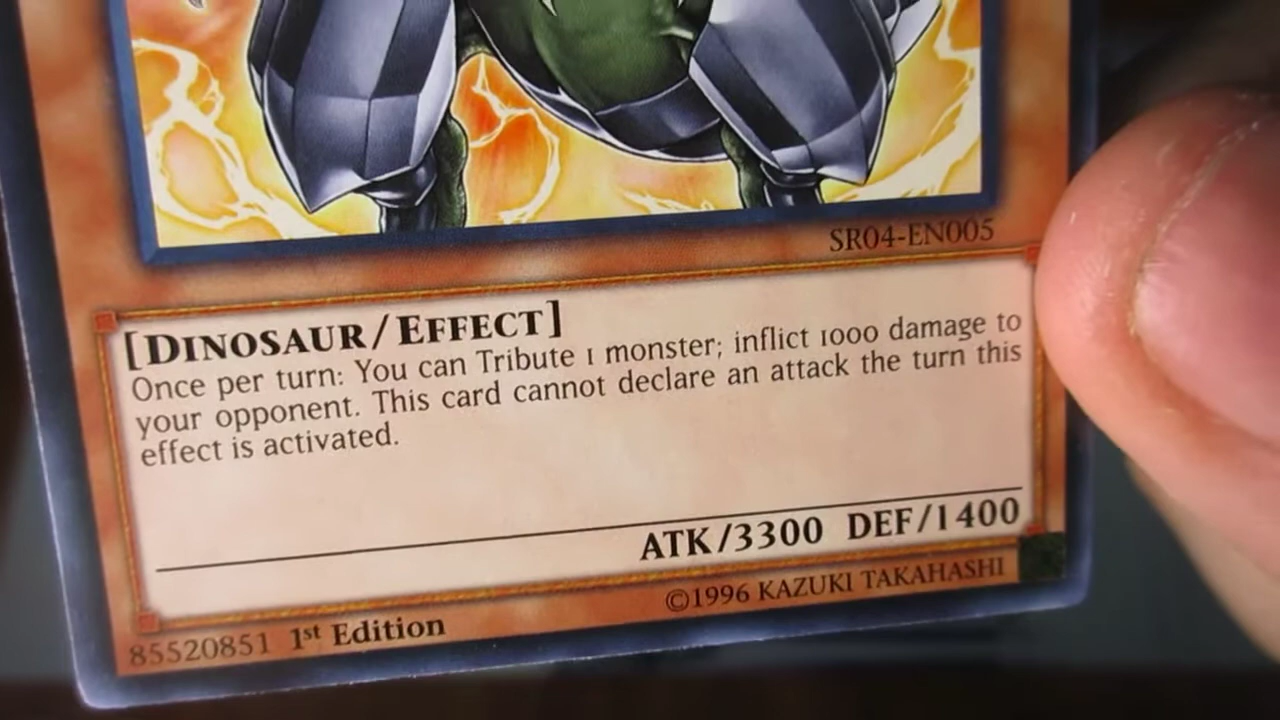 SR04-EN005
[DINOSAUR/EFFECT]
Once per turn: You can Tribute 1 monster; inflict 1000 damage to
your opponent. This card cannot declare an attack the turn this
effect is activated.
ATK/3300 DEF/1400
85520851 1st Edition ©1996 KAZUKI TAKAHASHI